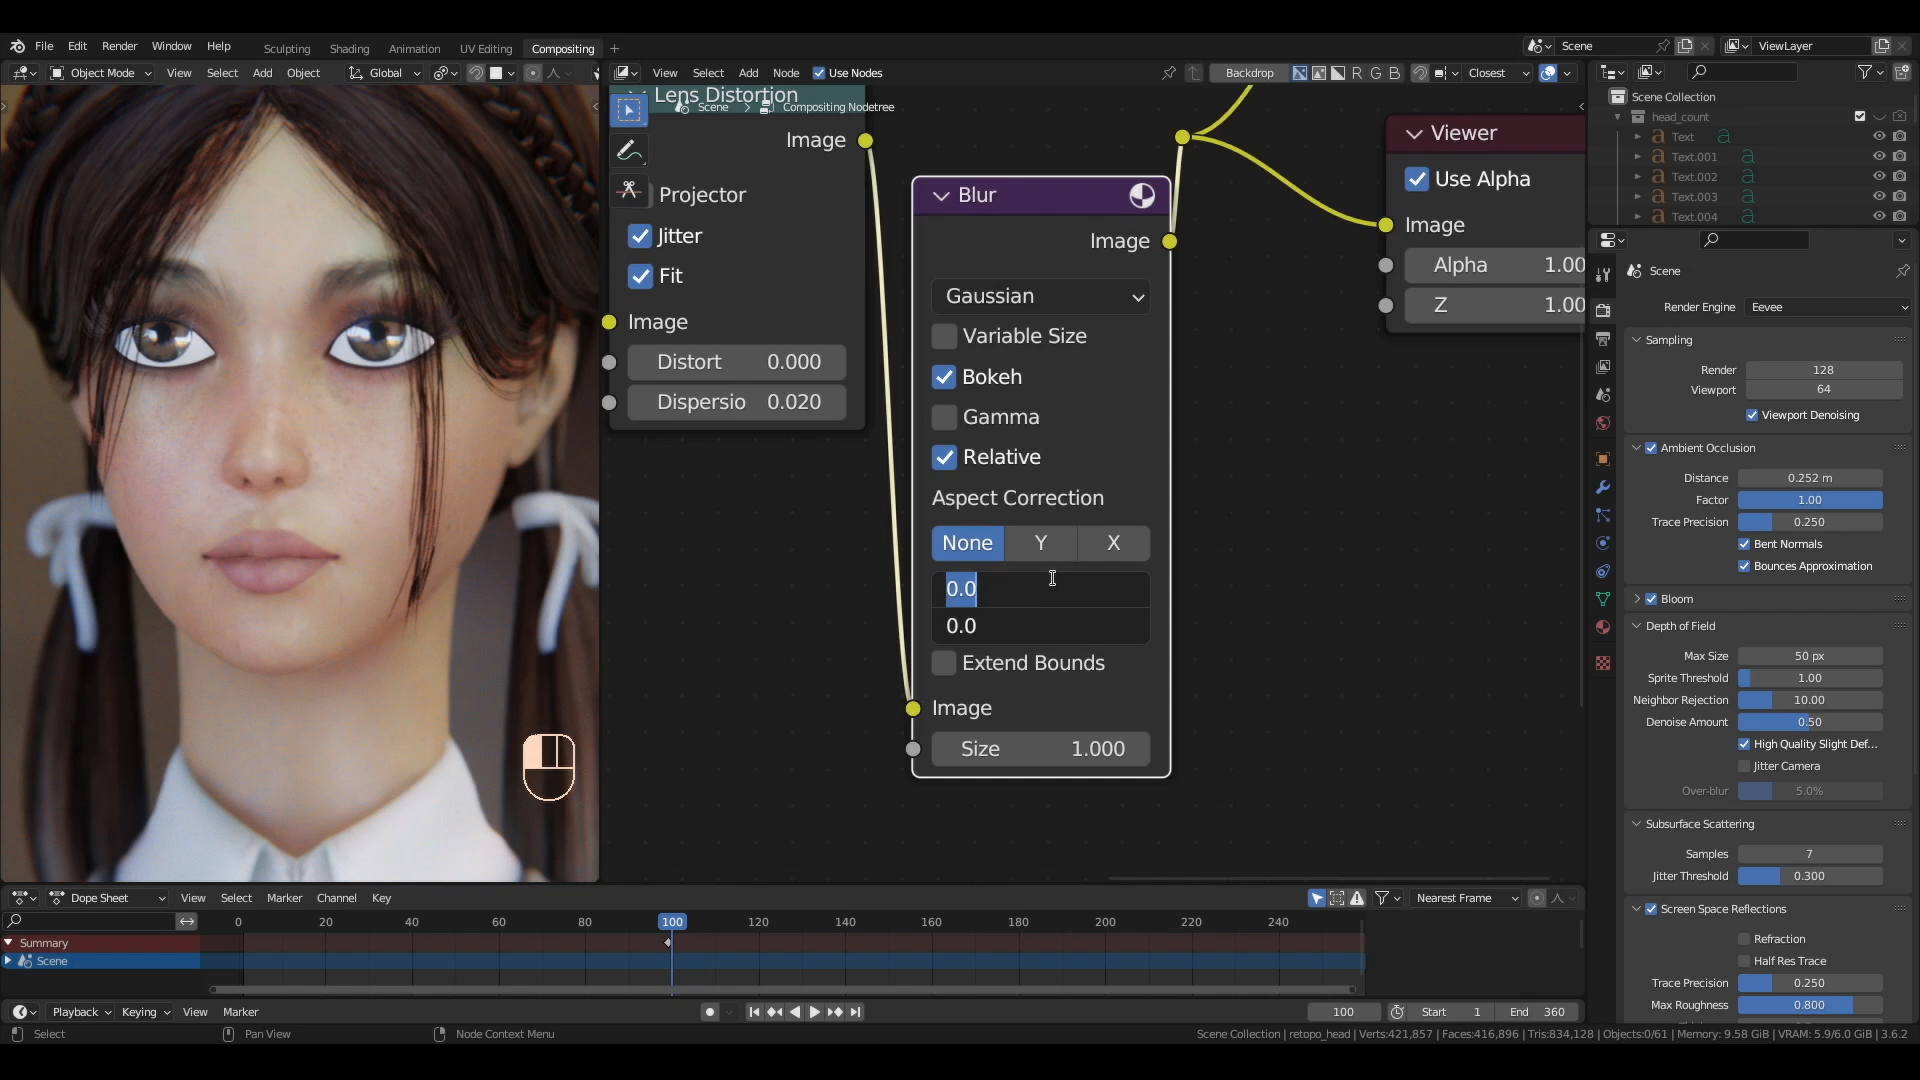 File Edit Render Window Help Sculpting Shading Animation UV Editing Compositing + Scene ViewLayer
Object Mode View Select Add Object Global View Select Add Node Use Nodes Backdrop R G B Closest
Lens Distortion
Scene > Compositing Nodetree
Image
Projector
Jitter
Fit
Image
Distort 0.000
Dispersio 0.020
Blur
Image
Gaussian
Variable Size
Bokeh
Gamma
Relative
Aspect Correction
None Y X
0.0
0.0
Extend Bounds
Image
Size 1.000
Viewer
Use Alpha
Image
Alpha 1.00
Z 1.00
Scene Collection
head_count
Text
Text.001
Text.002
Text.003
Text.004
Scene
Render Engine Eevee
Sampling
Render 128
Viewport 64
Viewport Denoising
Ambient Occlusion
Distance 0.252 m
Factor 1.00
Trace Precision 0.250
Bent Normals
Bounces Approximation
Bloom
Depth of Field
Max Size 50 px
Sprite Threshold 1.00
Neighbor Rejection 10.00
Denoise Amount 0.50
High Quality Slight Def...
Jitter Camera
Over-blur 5.0%
Subsurface Scattering
Samples 7
Jitter Threshold 0.300
Screen Space Reflections
Refraction
Half Res Trace
Trace Precision 0.250
Max Roughness 0.800
Dope Sheet View Select Marker Channel Key Nearest Frame
0 20 40 60 80 100 120 140 160 180 200 220 240
Summary
Scene
Playback Keying View Marker 100 Start 1 End 360
Select Pan View Node Context Menu Scene Collection | retopo_head | Verts:421,857 | Faces:416,896 | Tris:834,128 | Objects:0/61 | Memory: 9.58 GiB | VRAM: 5.9/6.0 GiB | 3.6.2